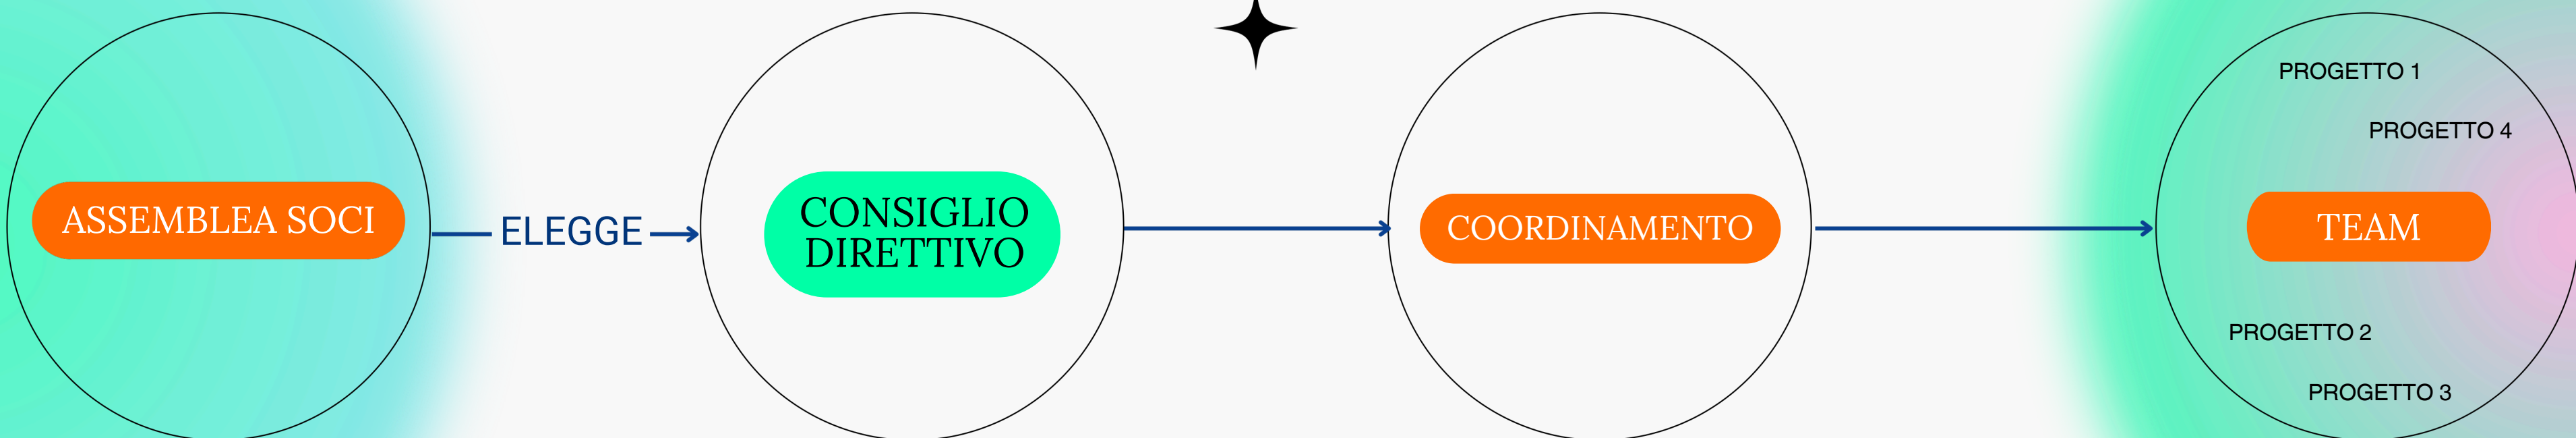 ASSEMBLEA SOCI
ELEGGE
CONSIGLIO
DIRETTIVO
COORDINAMENTO
PROGETTO 1
PROGETTO 4
TEAM
PROGETTO 2
PROGETTO 3